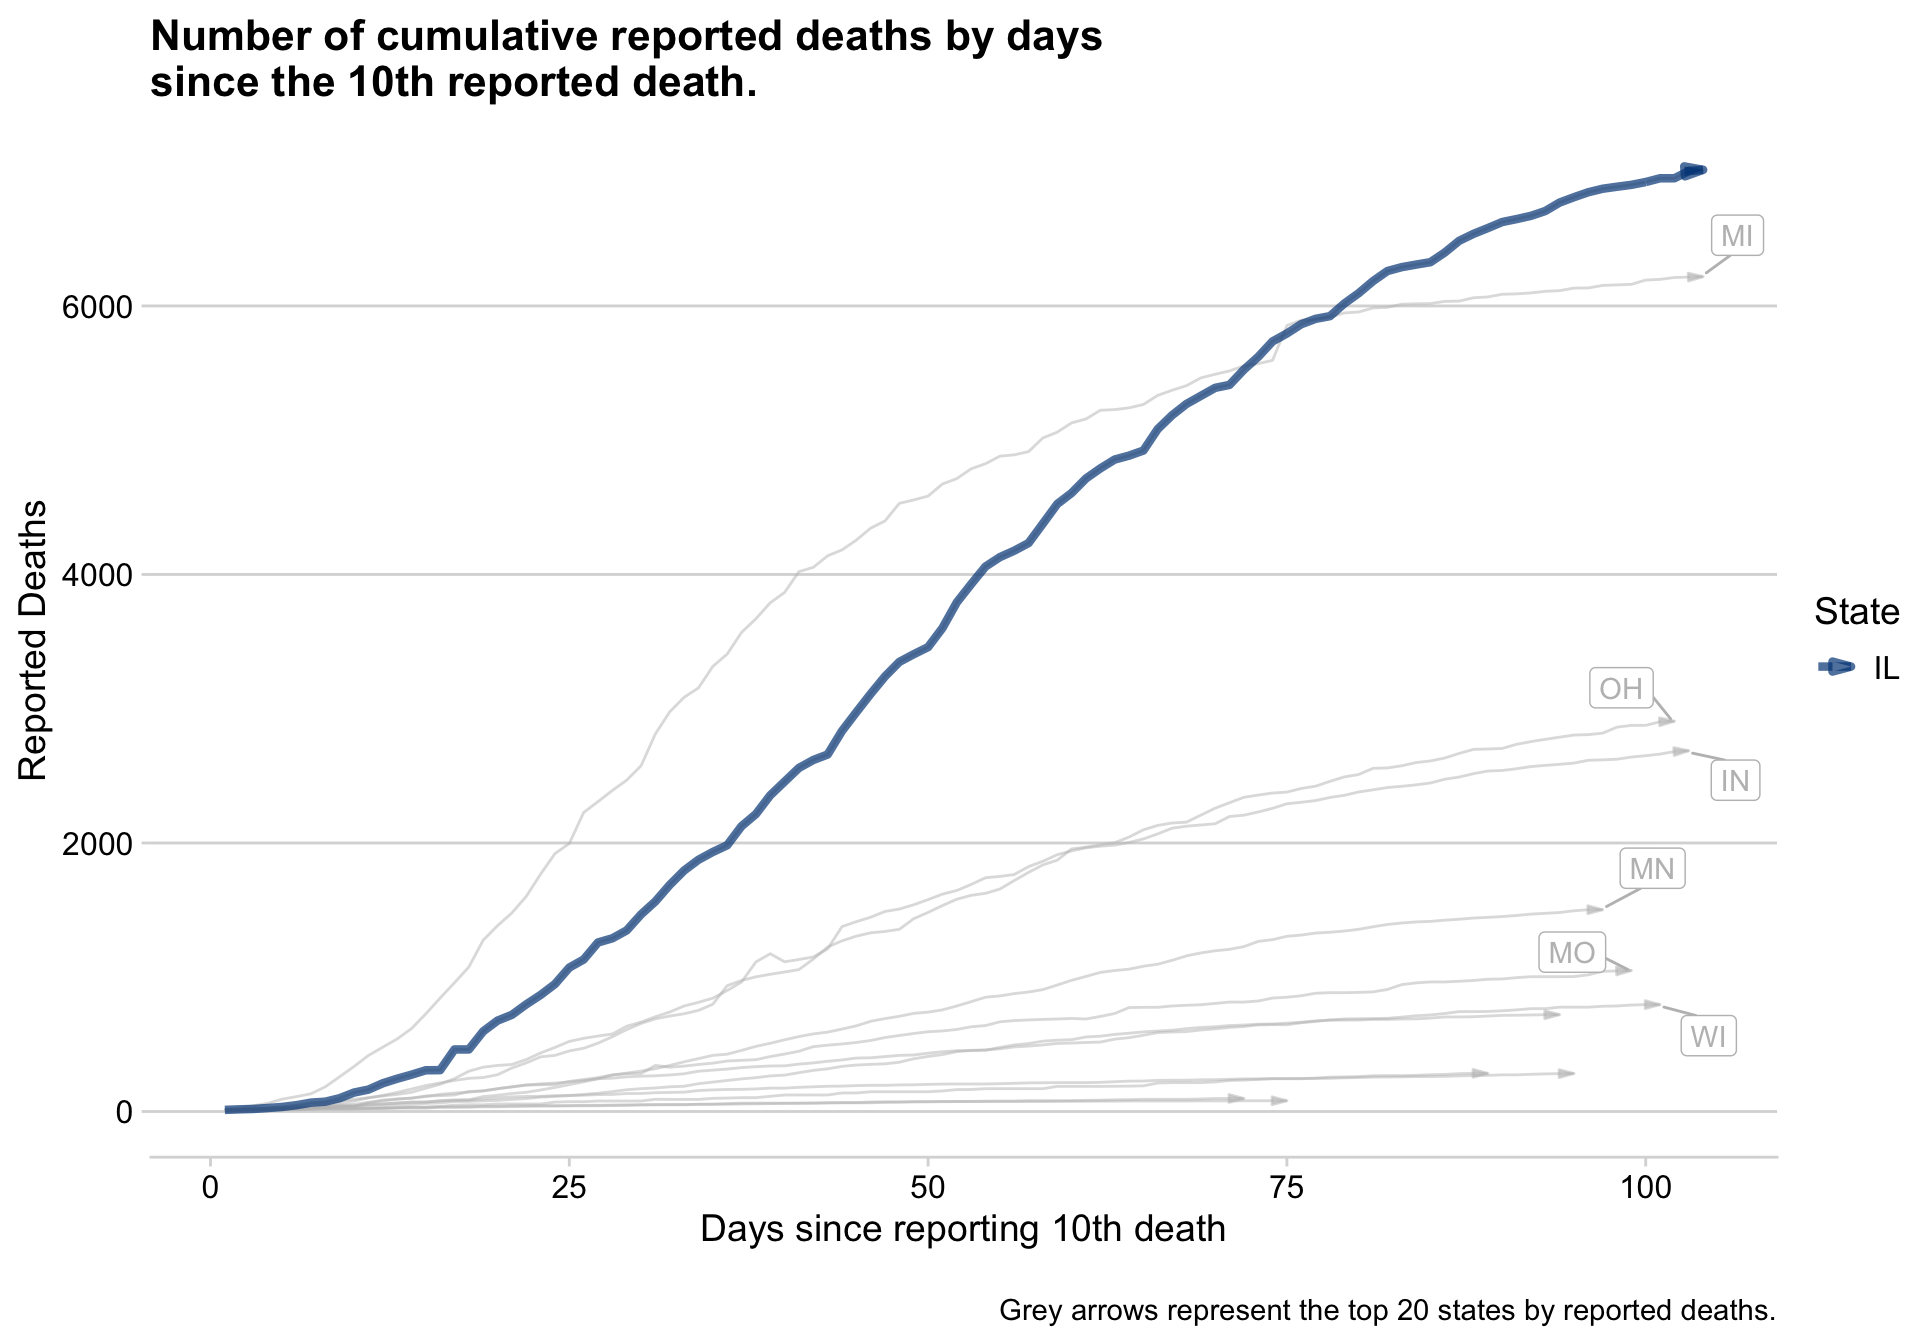 Number of cumulative reported deaths by days
since the 10th reported death.
MI
6000
4000
Reported Deaths
State
IL
OH
IN
2000
MN
MO
WI
0
0 25 50 75 100
Days since reporting 10th death
Grey arrows represent the top 20 states by reported deaths.